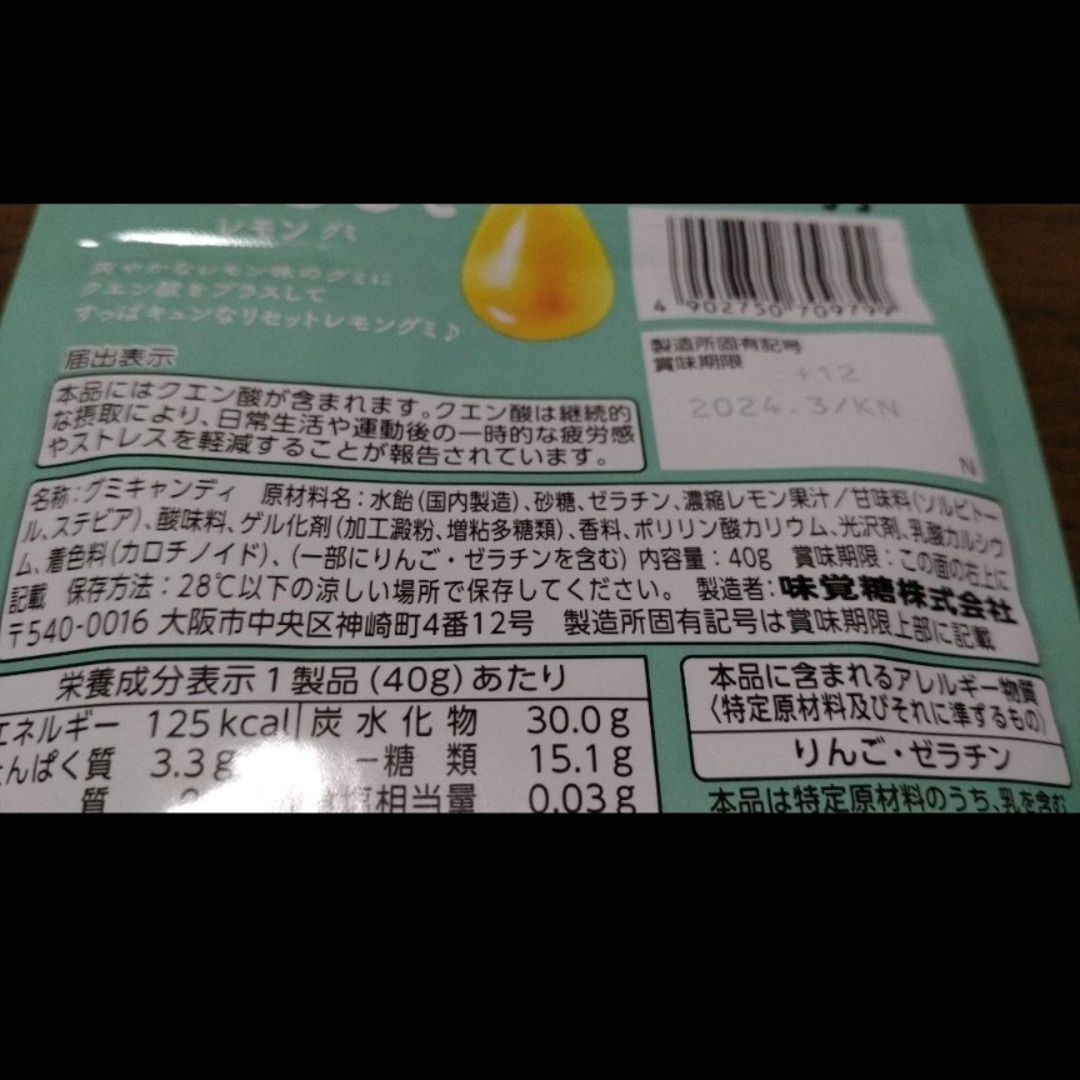 レモングミ
爽やかなレモン味のグミに
クエン酸をプラスして
すっぱキュンなリセットレモングミ♪
4 902750 709799
製造所固有記号
賞味期限
+12
2024.3/KN
N
届出表示
本品にはクエン酸が含まれます。クエン酸は継続的
な摂取により、日常生活や運動後の一時的な疲労感
やストレスを軽減することが報告されています。
名称:グミキャンディ 原材料名:水飴(国内製造)、砂糖、ゼラチン、濃縮レモン果汁/甘味料(ソルビトー
ル、ステビア)、酸味料、ゲル化剤(加工澱粉、増粘多糖類)、香料、ポリリン酸カリウム、光沢剤、乳酸カルシウ
ム、着色料(カロチノイド)、(一部にりんご・ゼラチンを含む) 内容量:40g 賞味期限:この面の右上に
記載 保存方法:28℃以下の涼しい場所で保存してください。 製造者:味覚糖株式会社
〒540-0016 大阪市中央区神崎町4番12号 製造所固有記号は賞味期限上部に記載
栄養成分表示1製品(40g)あたり
エネルギー 125kcal 炭水化物 30.0g
んぱく質 3.3g －糖類 15.1g
質 相当量 0.03g
本品に含まれるアレルギー物質
〈特定原材料及びそれに準ずるもの〉
りんご・ゼラチン
本品は特定原材料のうち、乳を含む